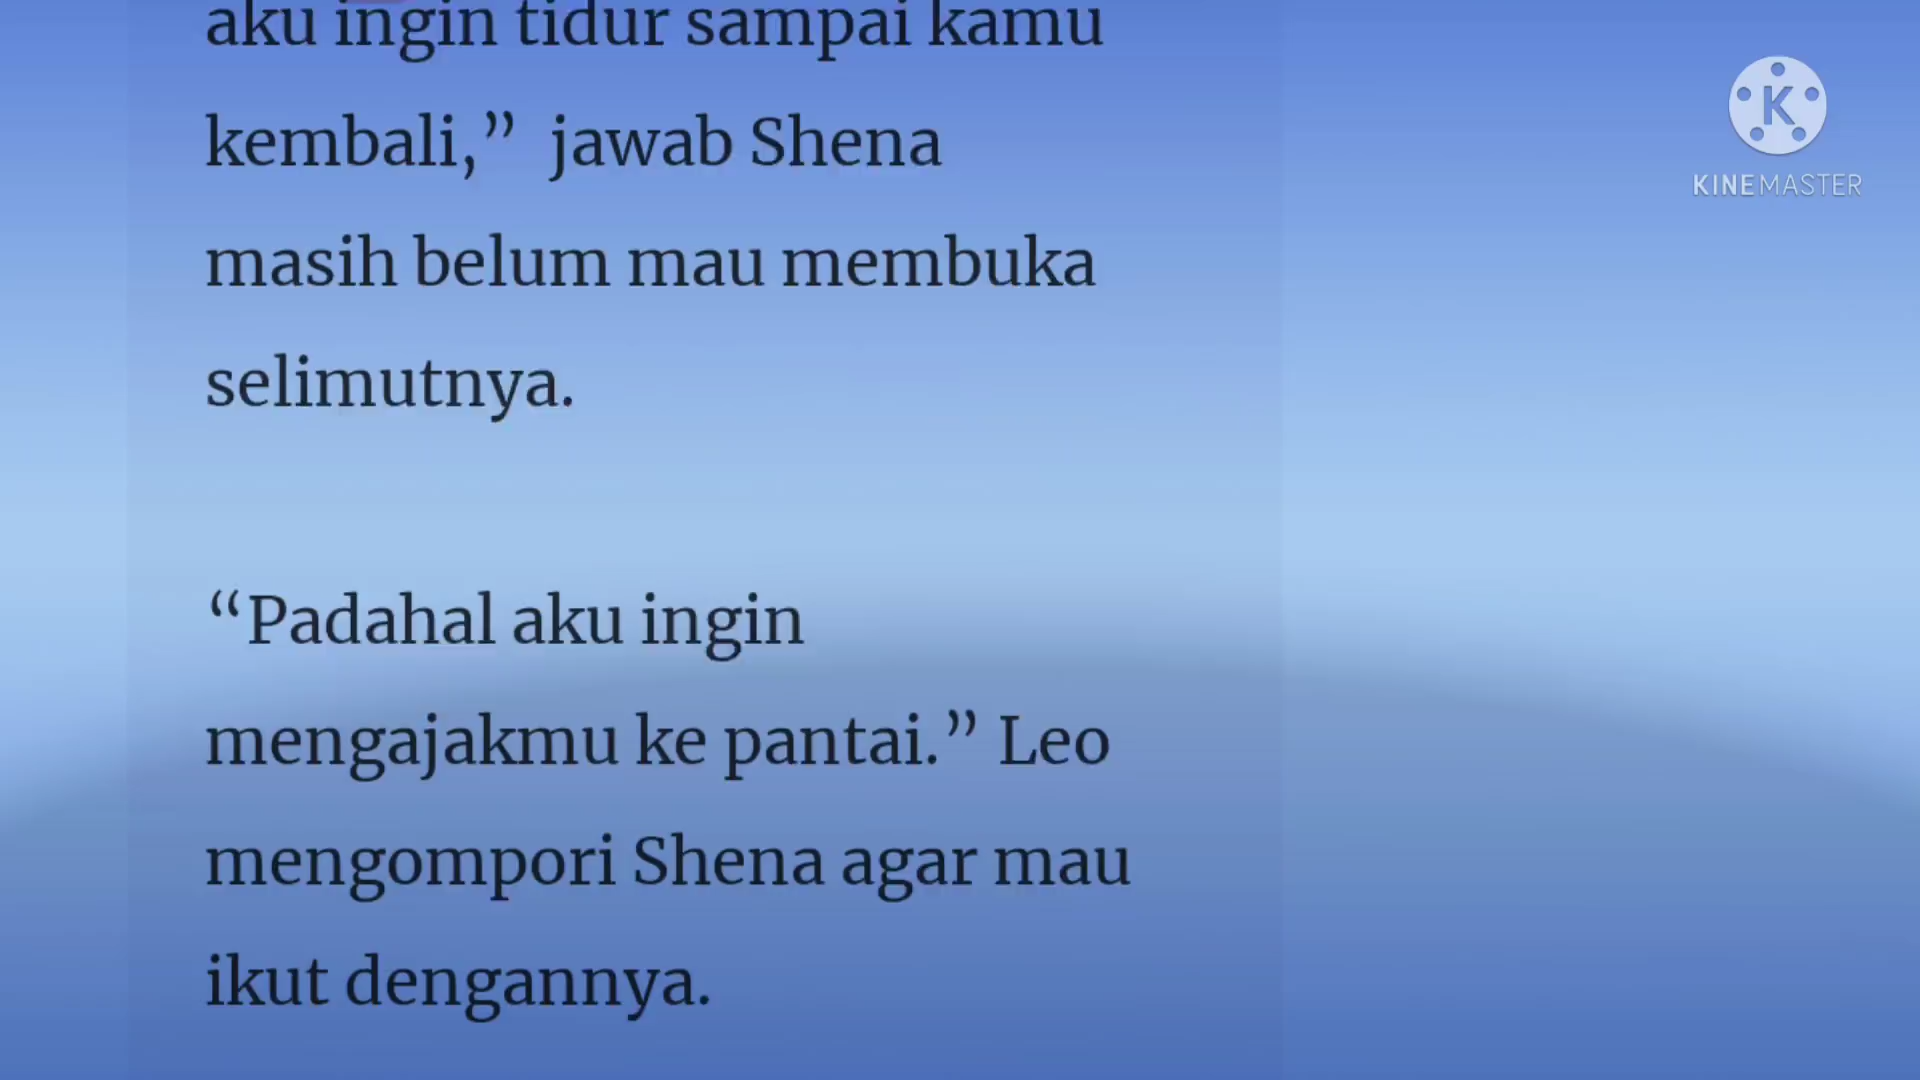 aku ingin tidur sampai kamu
kembali,” jawab Shena
masih belum mau membuka
selimutnya.
“Padahal aku ingin
mengajakmu ke pantai.” Leo
mengompori Shena agar mau
ikut dengannya.
K
KINEMASTER